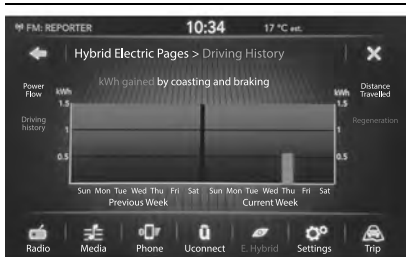 FM: REPORTER 10:34 17 °C est.
Hybrid Electric Pages > Driving History
kWh gained by coasting and braking
Power
Flow
Driving
history
Distance
Travelled
Regeneration
kWh kWh
1.5 1.5
1 1
0.5 0.5
Sun Mon Tue Wed Thu Fri Sat Sun Mon Tue Wed Thu Fri Sat
Previous Week Current Week
Radio Media Phone Uconnect E. Hybrid Settings Trip